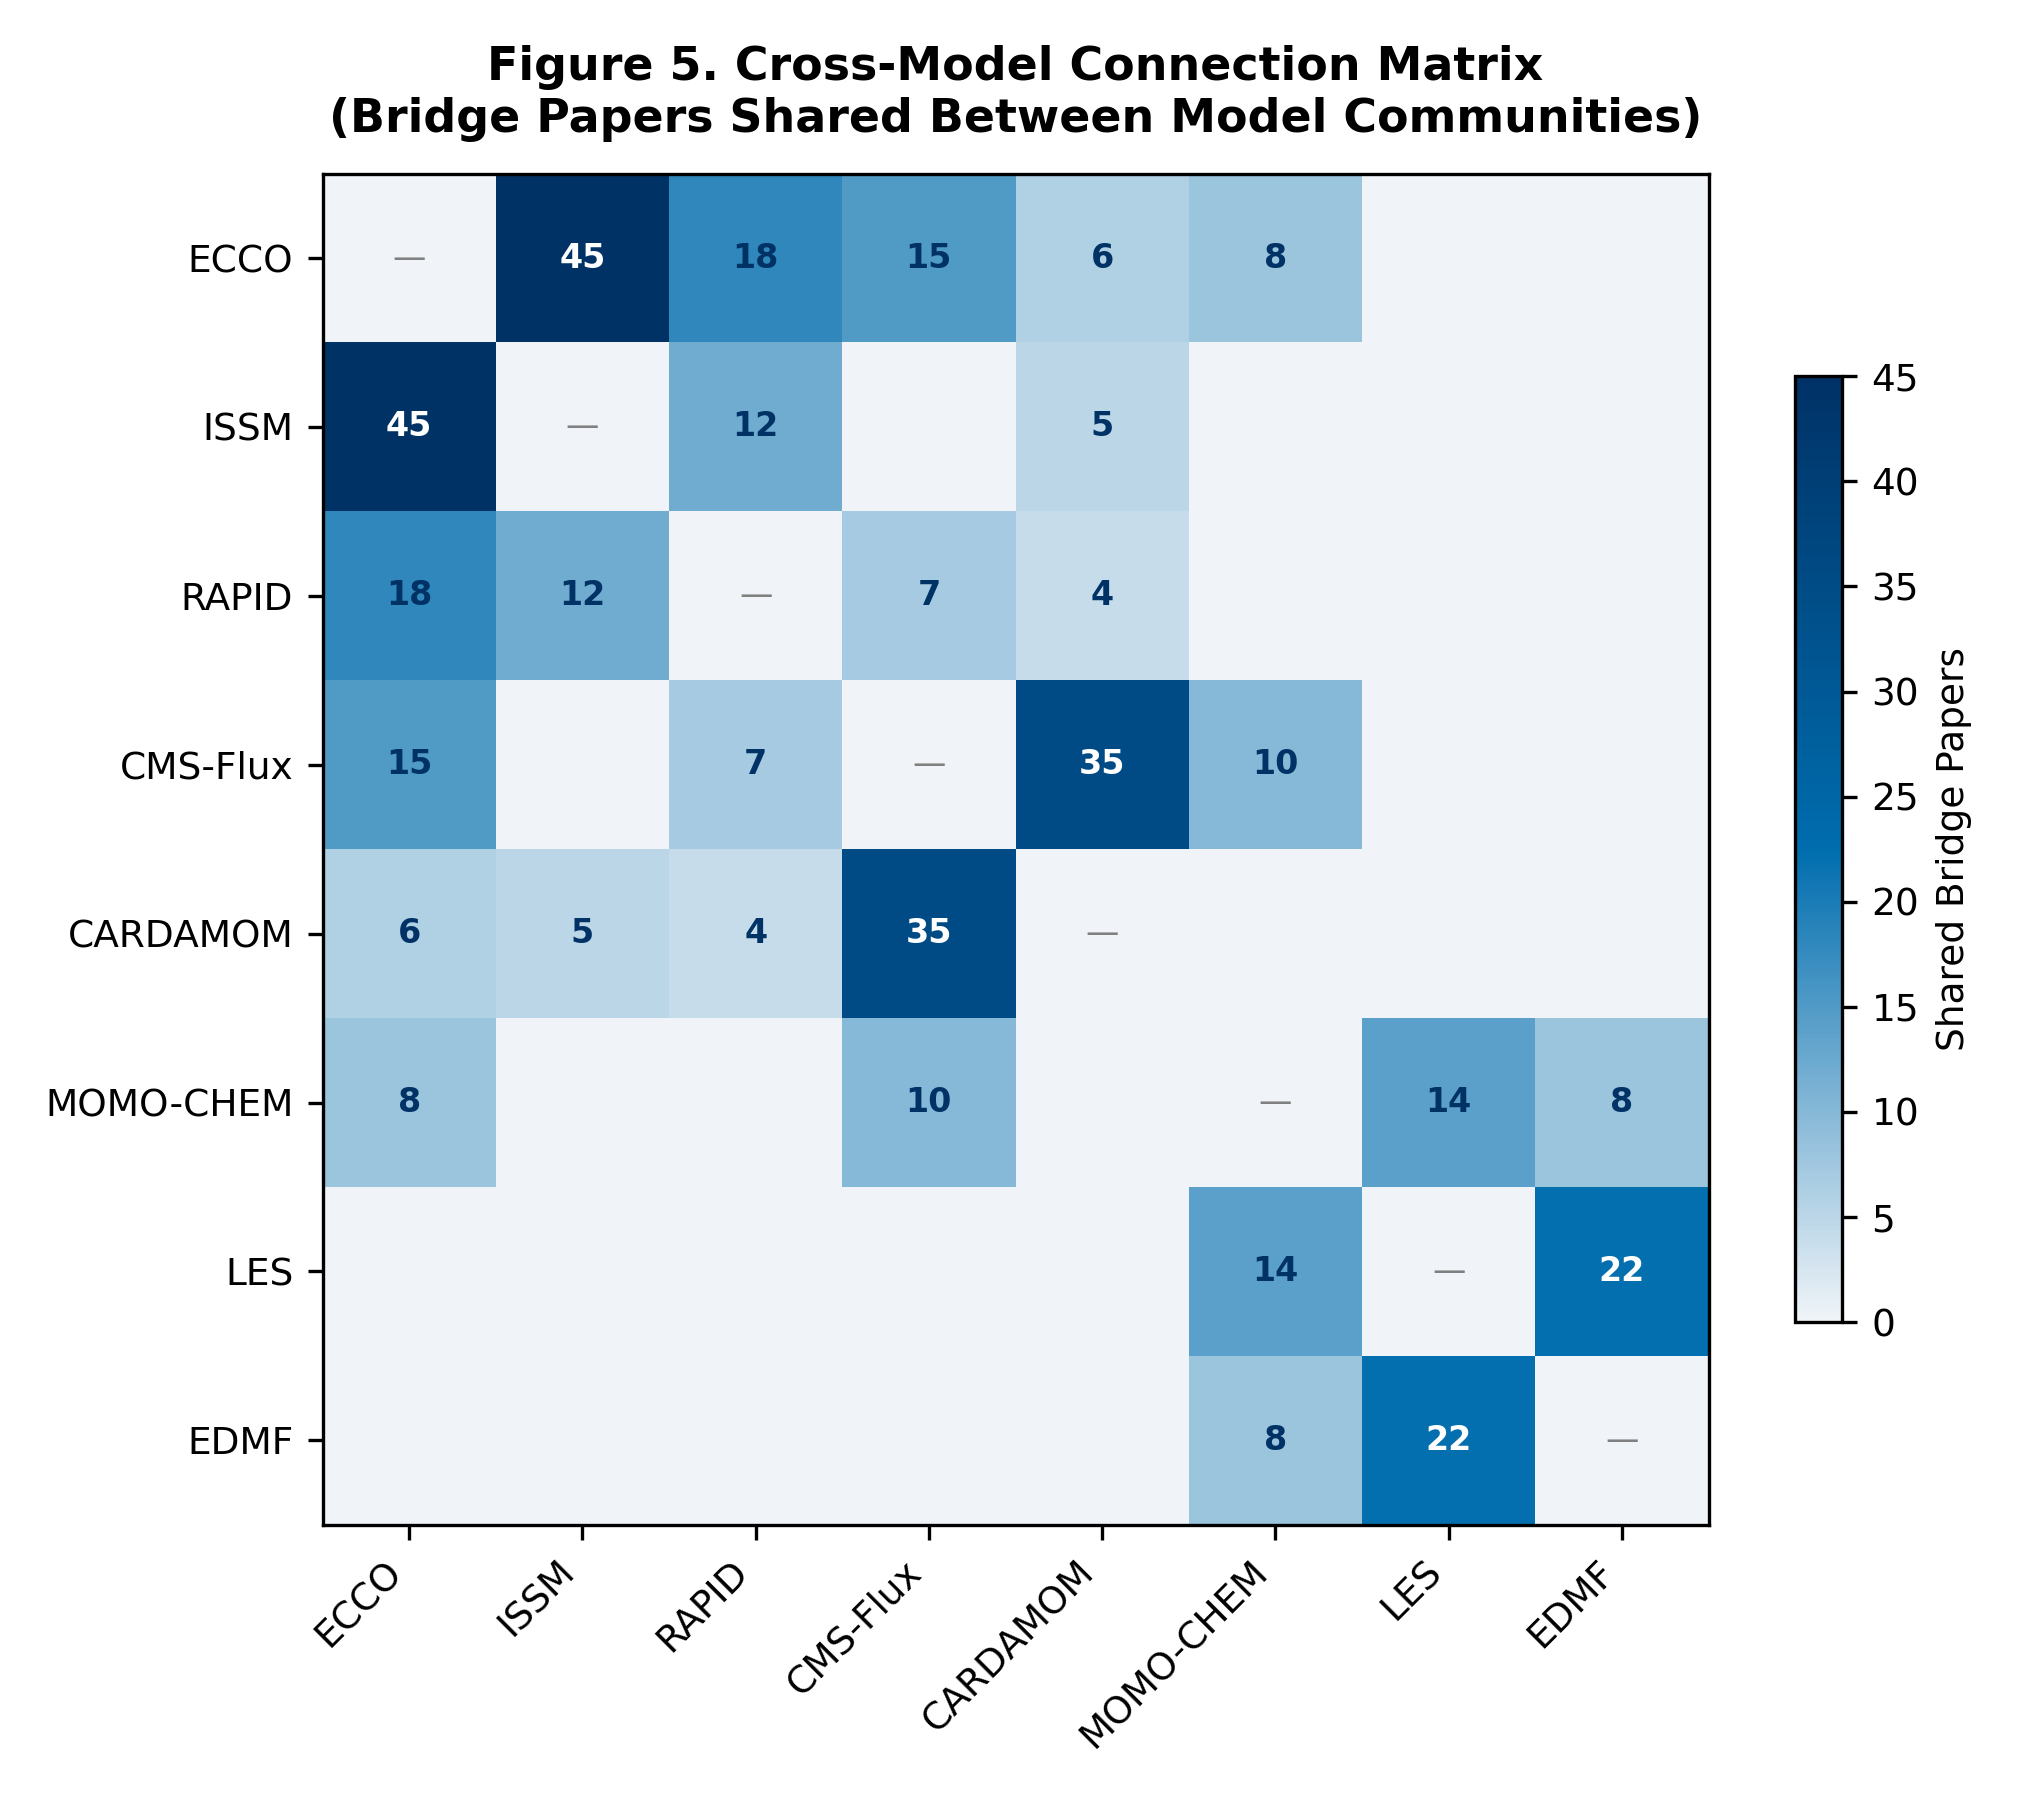 Figure 5. Cross-Model Connection Matrix
(Bridge Papers Shared Between Model Communities)
ECCO — 45 18 15 6 8
ISSM 45 — 12 5
RAPID 18 12 — 7 4
CMS-Flux 15 7 — 35 10
CARDAMOM 6 5 4 35 —
MOMO-CHEM 8 10 — 14 8
LES 14 — 22
EDMF 8 22 —
ECCO ISSM RAPID CMS-Flux CARDAMOM MOMO-CHEM LES EDMF
45
40
35
30
25
20
15
10
5
0
Shared Bridge Papers